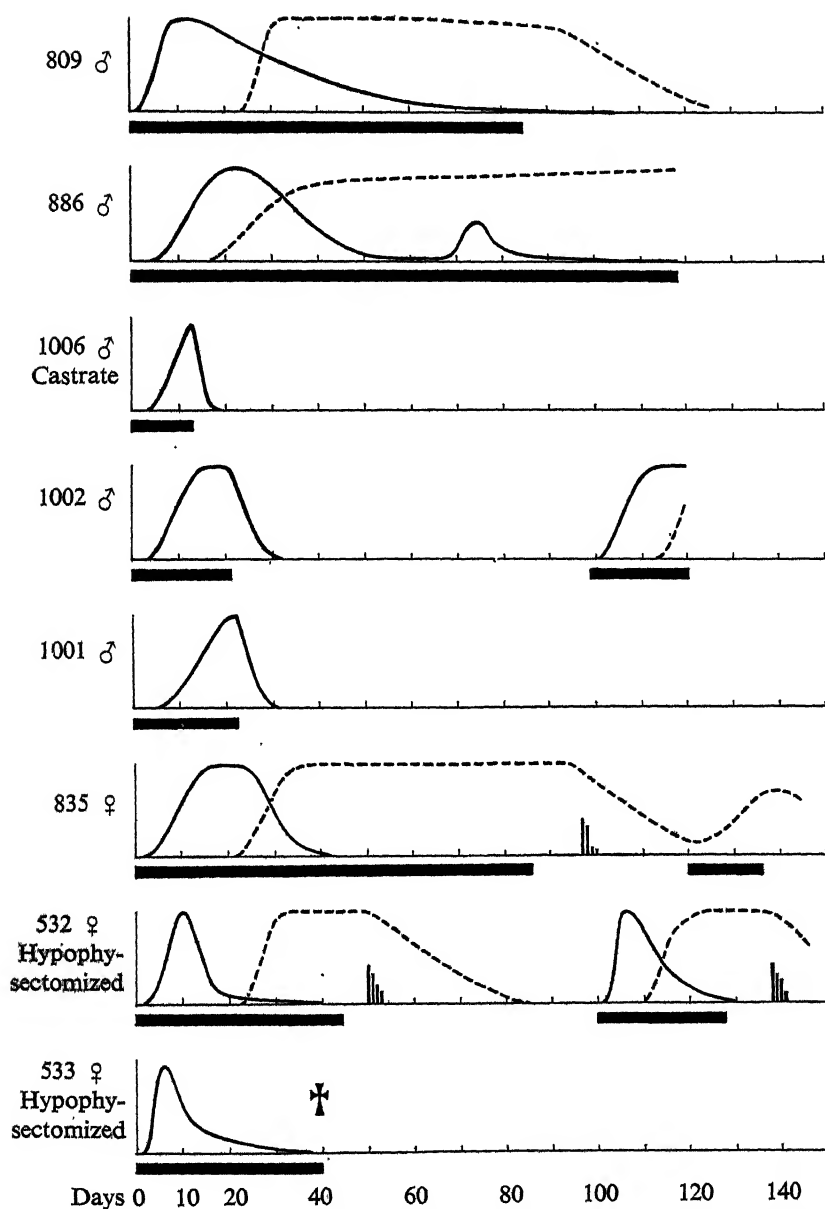 809 ♂
886 ♂
1006 ♂
Castrate
1002 ♂
1001 ♂
835 ♀
532 ♀
Hypophy-
sectomized
533 ♀
Hypophy-
sectomized
Days 0 10 20 40 60 80 100 120 140